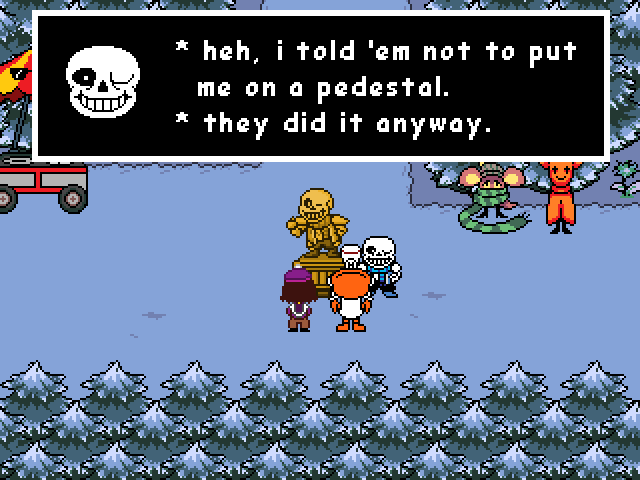 * heh, i told 'em not to put
me on a pedestal.
* they did it anyway.